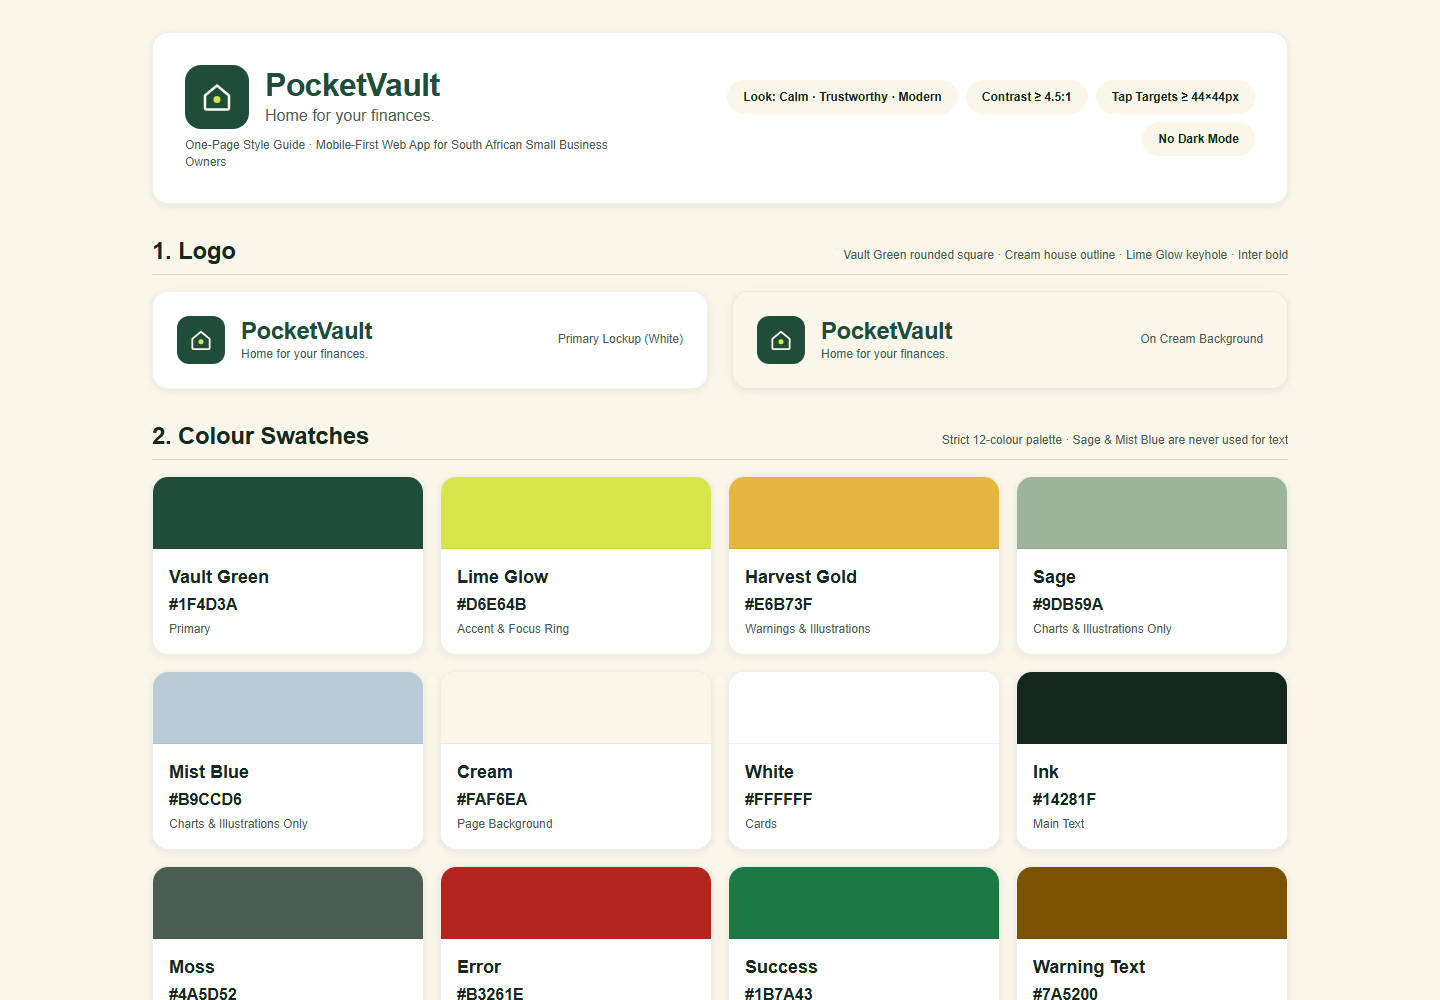 PocketVault
Home for your finances.
One-Page Style Guide · Mobile-First Web App for South African Small Business
Owners
Look: Calm · Trustworthy · Modern
Contrast ≥ 4.5:1
Tap Targets ≥ 44×44px
No Dark Mode
1. Logo
Vault Green rounded square · Cream house outline · Lime Glow keyhole · Inter bold
PocketVault
Home for your finances.
Primary Lockup (White)
PocketVault
Home for your finances.
On Cream Background
2. Colour Swatches
Strict 12-colour palette · Sage & Mist Blue are never used for text
Vault Green
#1F4D3A
Primary
Lime Glow
#D6E64B
Accent & Focus Ring
Harvest Gold
#E6B73F
Warnings & Illustrations
Sage
#9DB59A
Charts & Illustrations Only
Mist Blue
#B9CCD6
Charts & Illustrations Only
Cream
#FAF6EA
Page Background
White
#FFFFFF
Cards
Ink
#14281F
Main Text
Moss
#4A5D52
Error
#B3261E
Success
#1B7A43
Warning Text
#7A5200